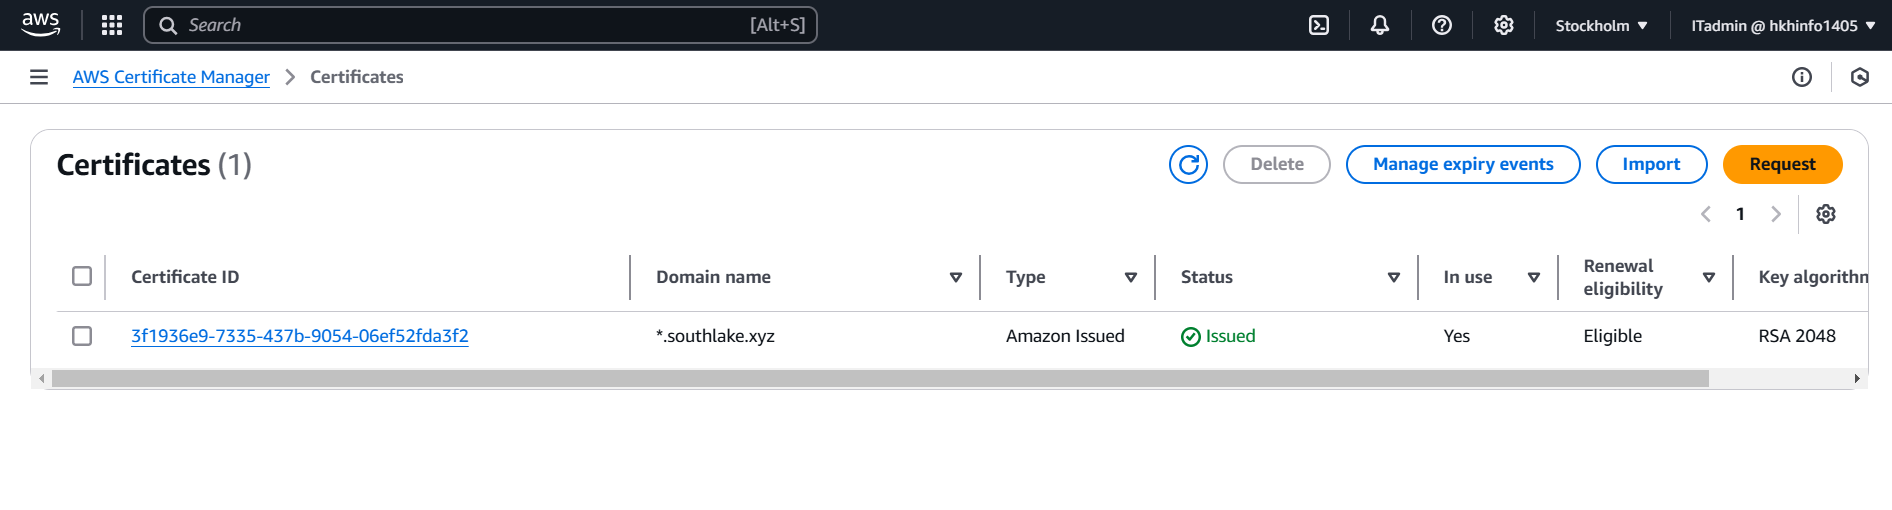 aws
Search
[Alt+S]
Stockholm
ITadmin @ hkhinfo1405
AWS Certificate Manager
Certificates
Certificates (1)
Delete
Manage expiry events
Import
Request
1
Certificate ID
Domain name
Type
Status
In use
Renewal
eligibility
Key algorithm
3f1936e9-7335-437b-9054-06ef52fda3f2
*.southlake.xyz
Amazon Issued
Issued
Yes
Eligible
RSA 2048